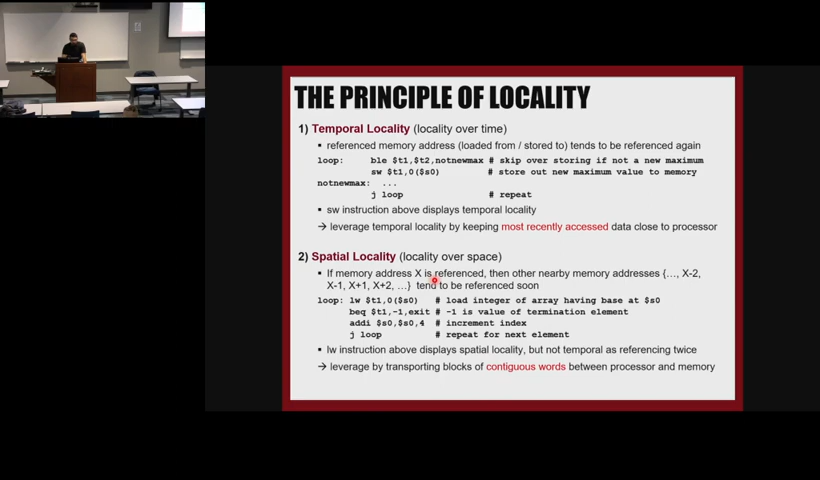 THE PRINCIPLE OF LOCALITY
1) Temporal Locality (locality over time)
▪ referenced memory address (loaded from / stored to) tends to be referenced again
loop: ble $t1,$t2,notnewmax # skip over storing if not a new maximum
sw $t1,0($s0) # store out new maximum value to memory
notnewmax: ...
j loop # repeat
▪ sw instruction above displays temporal locality
→ leverage temporal locality by keeping most recently accessed data close to processor
2) Spatial Locality (locality over space)
▪ If memory address X is referenced, then other nearby memory addresses {…, X-2,
X-1, X+1, X+2, …} tend to be referenced soon
loop: lw $t1,0($s0) # load integer of array having base at $s0
beq $t1,-1,exit # -1 is value of termination element
addi $s0,$s0,4 # increment index
j loop # repeat for next element
▪ lw instruction above displays spatial locality, but not temporal as referencing twice
→ leverage by transporting blocks of contiguous words between processor and memory